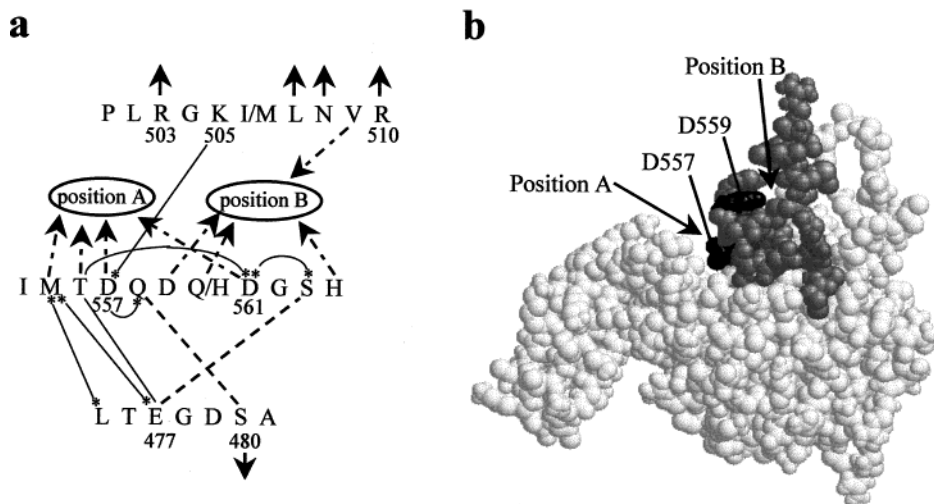 a
P L R G K I/M L N V R
503 505 510
position A position B
I M T D Q D Q/H D G S H
557 561
L T E G D S A
477 480
b
Position B
D559
D557
Position A